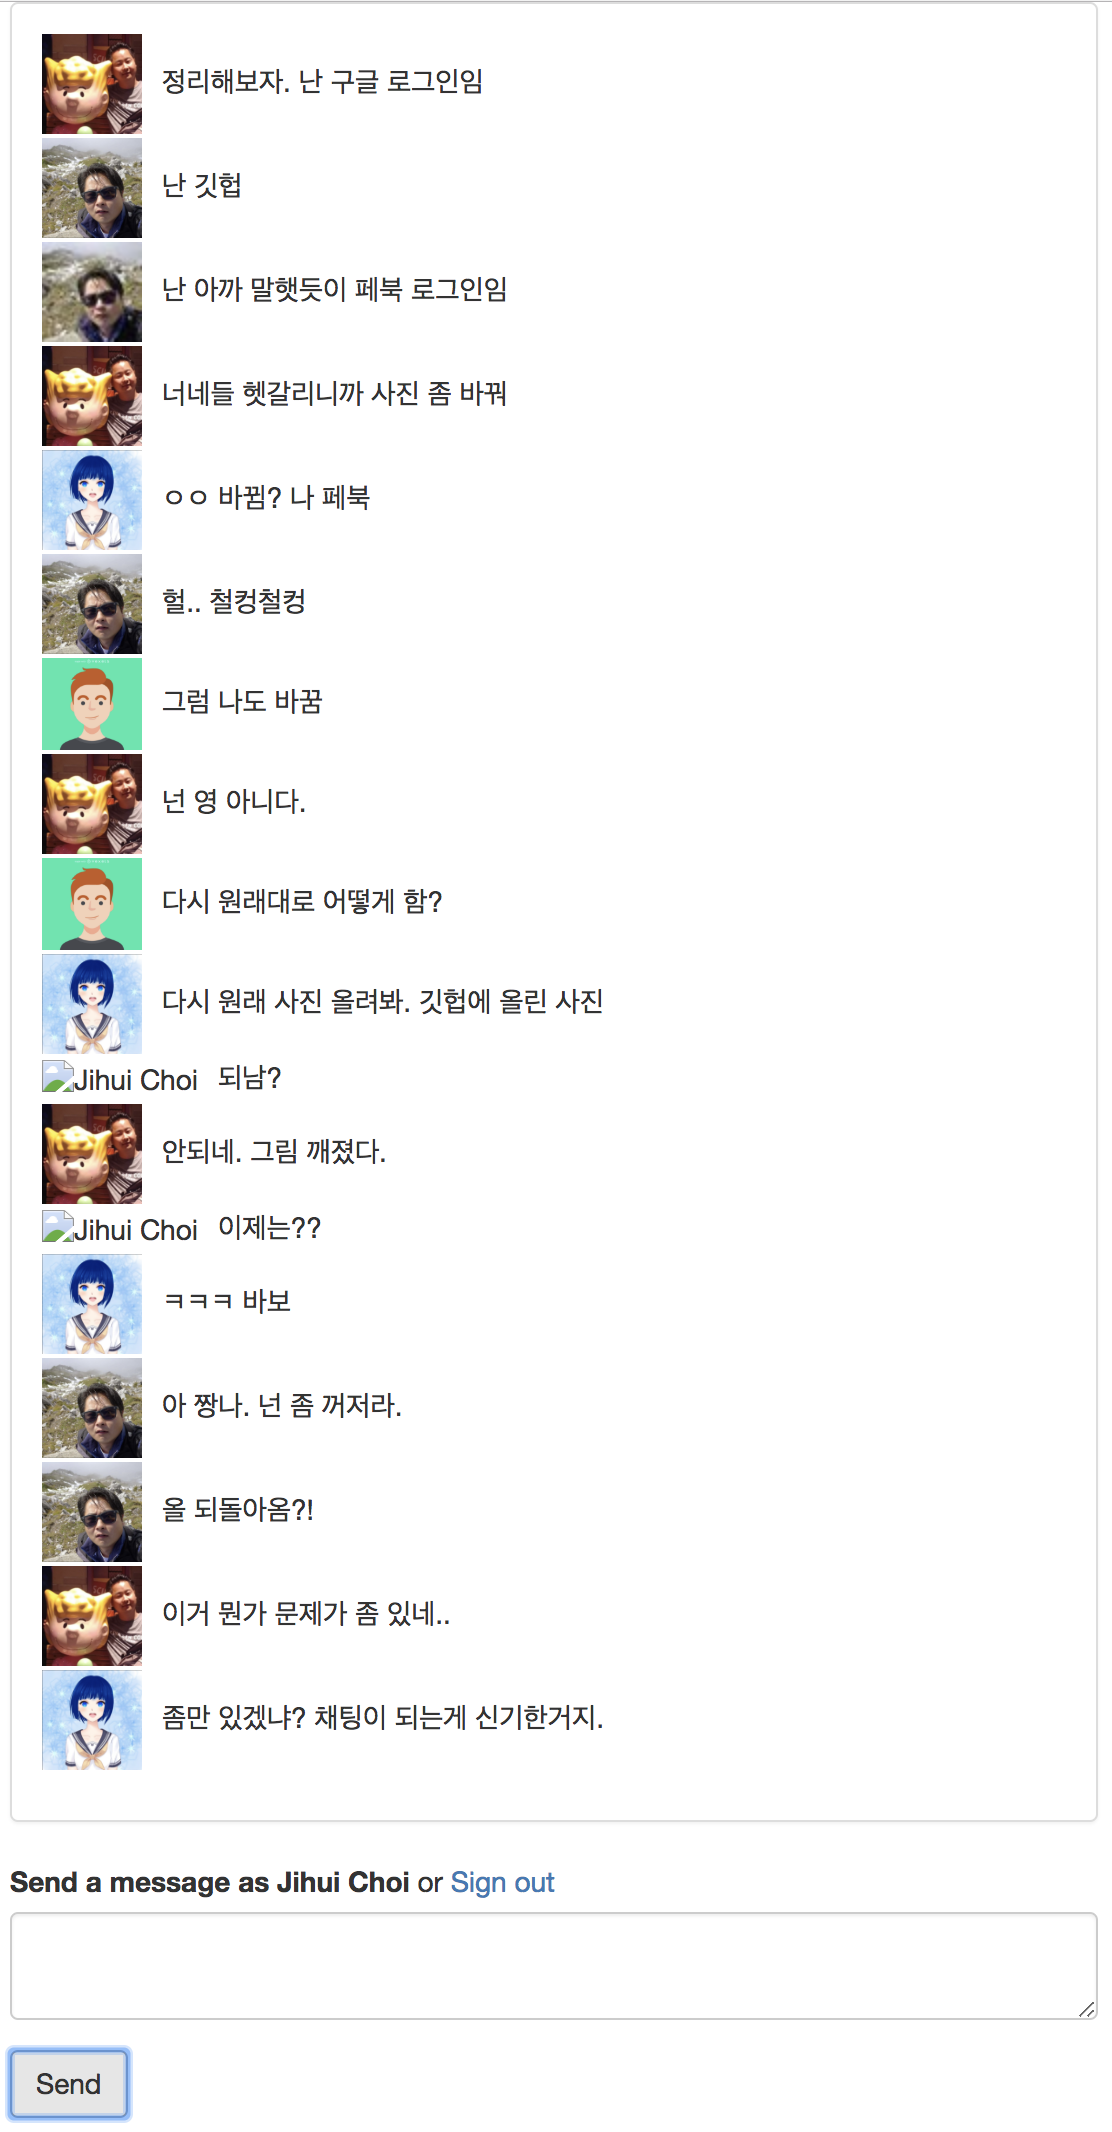 정리해보자. 난 구글 로그인임
난 깃헙
난 아까 말햇듯이 페북 로그인임
너네들 헷갈리니까 사진 좀 바꿔
ㅇㅇ 바뀜? 나 페북
헐.. 철컹철컹
그럼 나도 바꿈
넌 영 아니다.
다시 원래대로 어떻게 함?
다시 원래 사진 올려봐. 깃헙에 올린 사진
Jihui Choi 되남?
안되네. 그림 깨졌다.
Jihui Choi 이제는??
ㅋㅋㅋ 바보
아 짱나. 넌 좀 꺼저라.
올 되돌아옴?!
이거 뭔가 문제가 좀 있네..
좀만 있겠냐? 채팅이 되는게 신기한거지.
Send a message as Jihui Choi or Sign out
Send